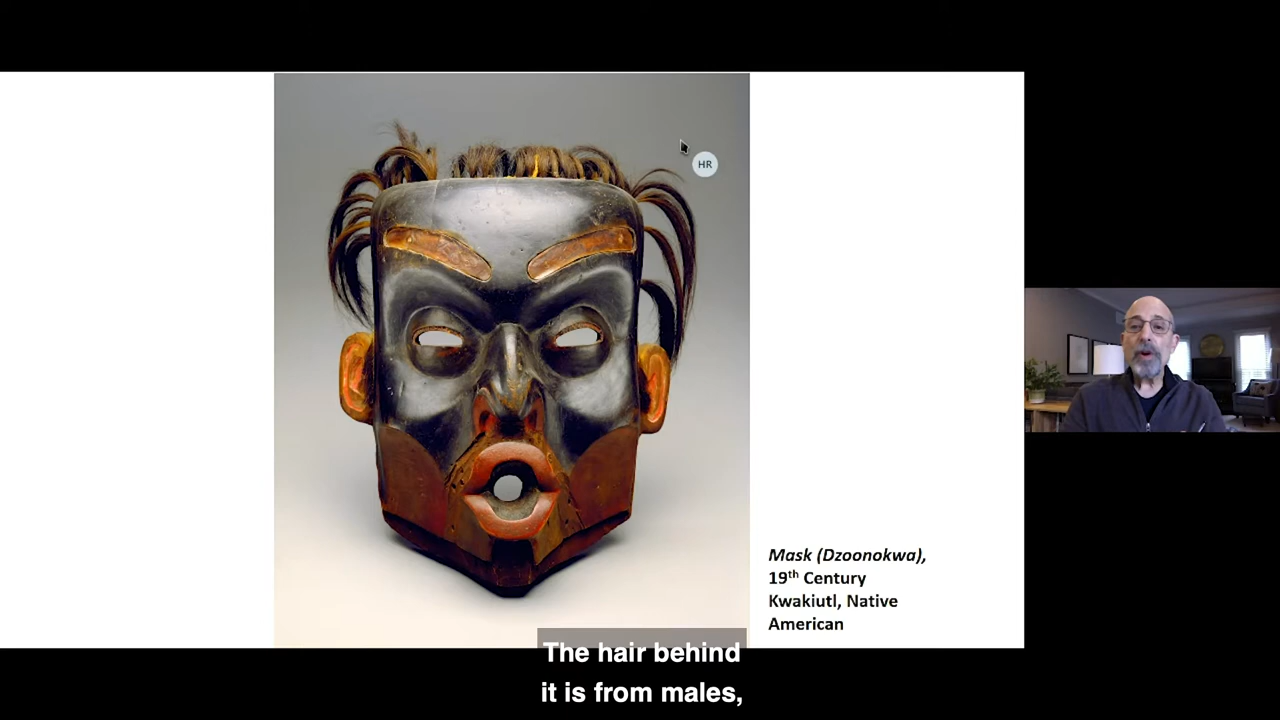 HR
Mask (Dzoonokwa),
19th Century
Kwakiutl, Native
American
The hair behind
it is from males,